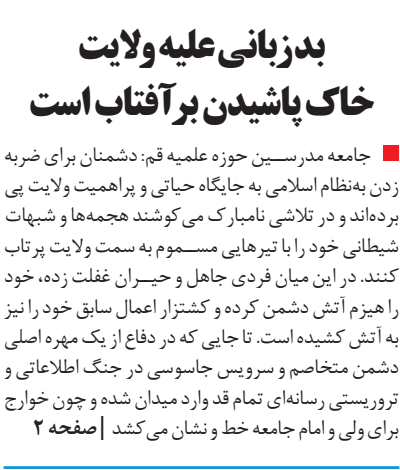 بدزبانی علیه ولایت
خاک پاشیدن بر آفتاب است
جامعه مدرسین حوزه علمیه قم: دشمنان برای ضربه
زدن به‌نظام اسلامی به جایگاه حیاتی و پراهمیت ولایت پی
برده‌اند و در تلاشی نامبارک می‌کوشند هجمه‌ها و شبهات
شیطانی خود را با تیرهایی مسموم به سمت ولایت پرتاب
کنند. در این میان فردی جاهل و حیران غفلت زده، خود
را هیزم آتش دشمن کرده و کشتزار اعمال سابق خود را نیز
به آتش کشیده است. تا جایی که در دفاع از یک مهره اصلی
دشمن متخاصم و سرویس جاسوسی در جنگ اطلاعاتی و
تروریستی رسانه‌ای تمام قد وارد میدان شده و چون خوارج
برای ولی و امام جامعه خط و نشان می‌کشد | صفحه ۲